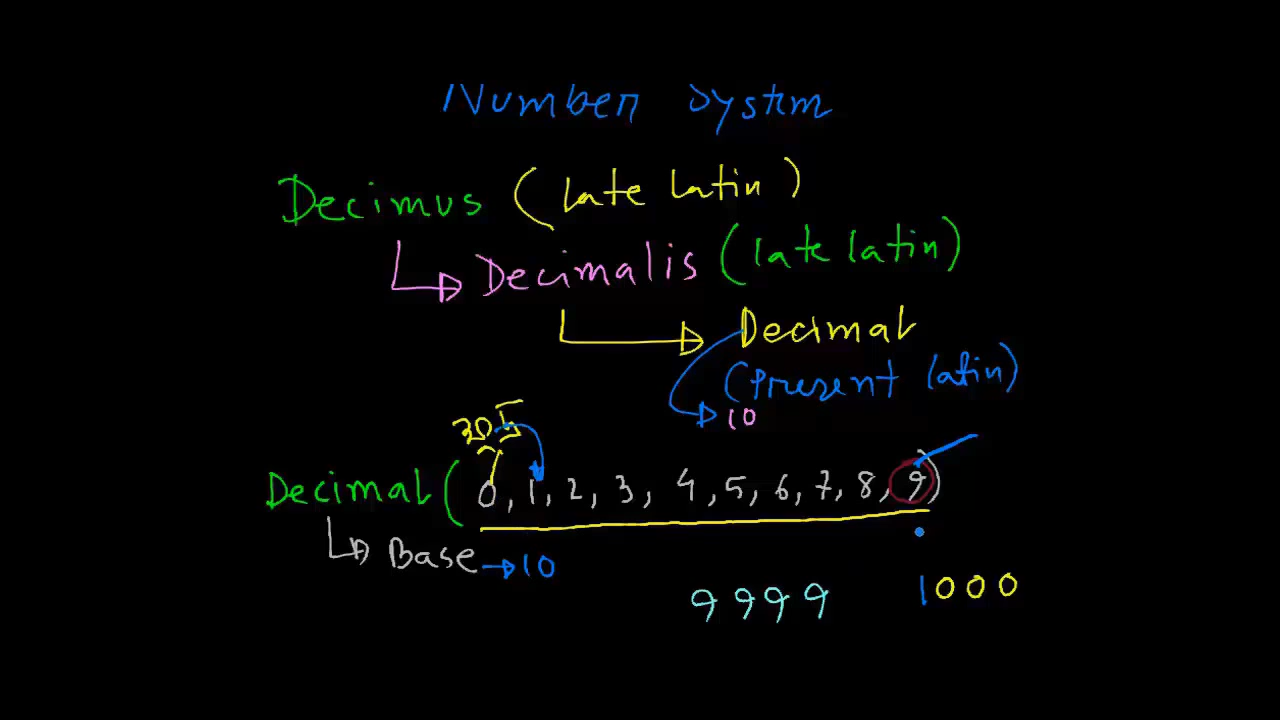 Number System
Decimus (late latin)
Decimalis (late latin)
Decimal
(Present latin)
10
Decimal (0, 1, 2, 3, 4, 5, 6, 7, 8, 9)
Base → 10
9999 1000